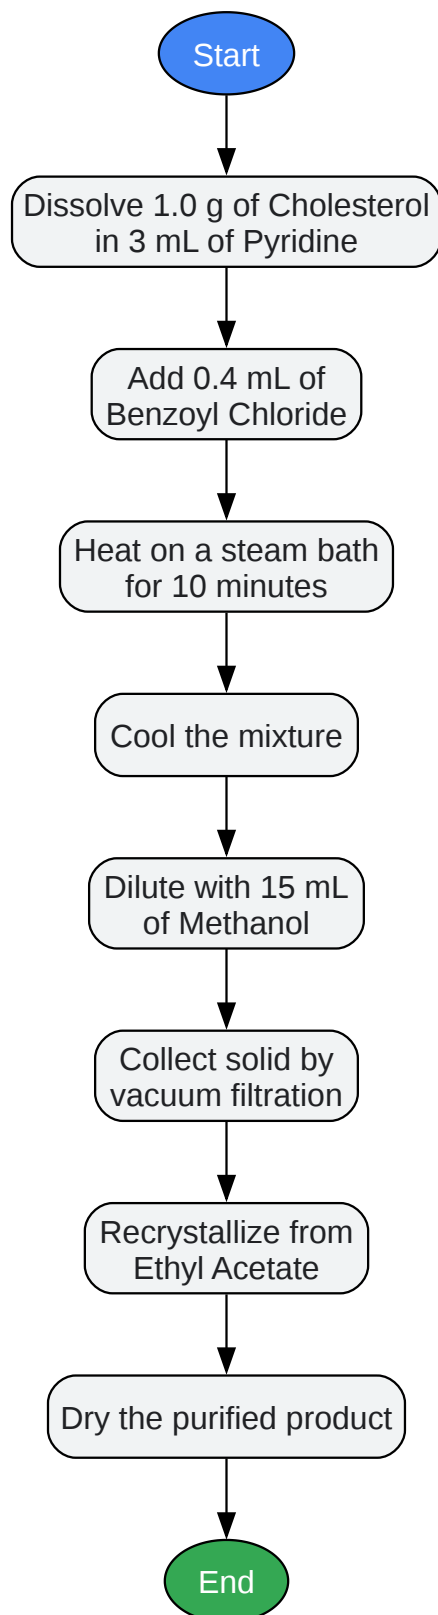 Start
Dissolve 1.0 g of Cholesterol
in 3 mL of Pyridine
Add 0.4 mL of
Benzoyl Chloride
Heat on a steam bath
for 10 minutes
Cool the mixture
Dilute with 15 mL
of Methanol
Collect solid by
vacuum filtration
Recrystallize from
Ethyl Acetate
Dry the purified product
End